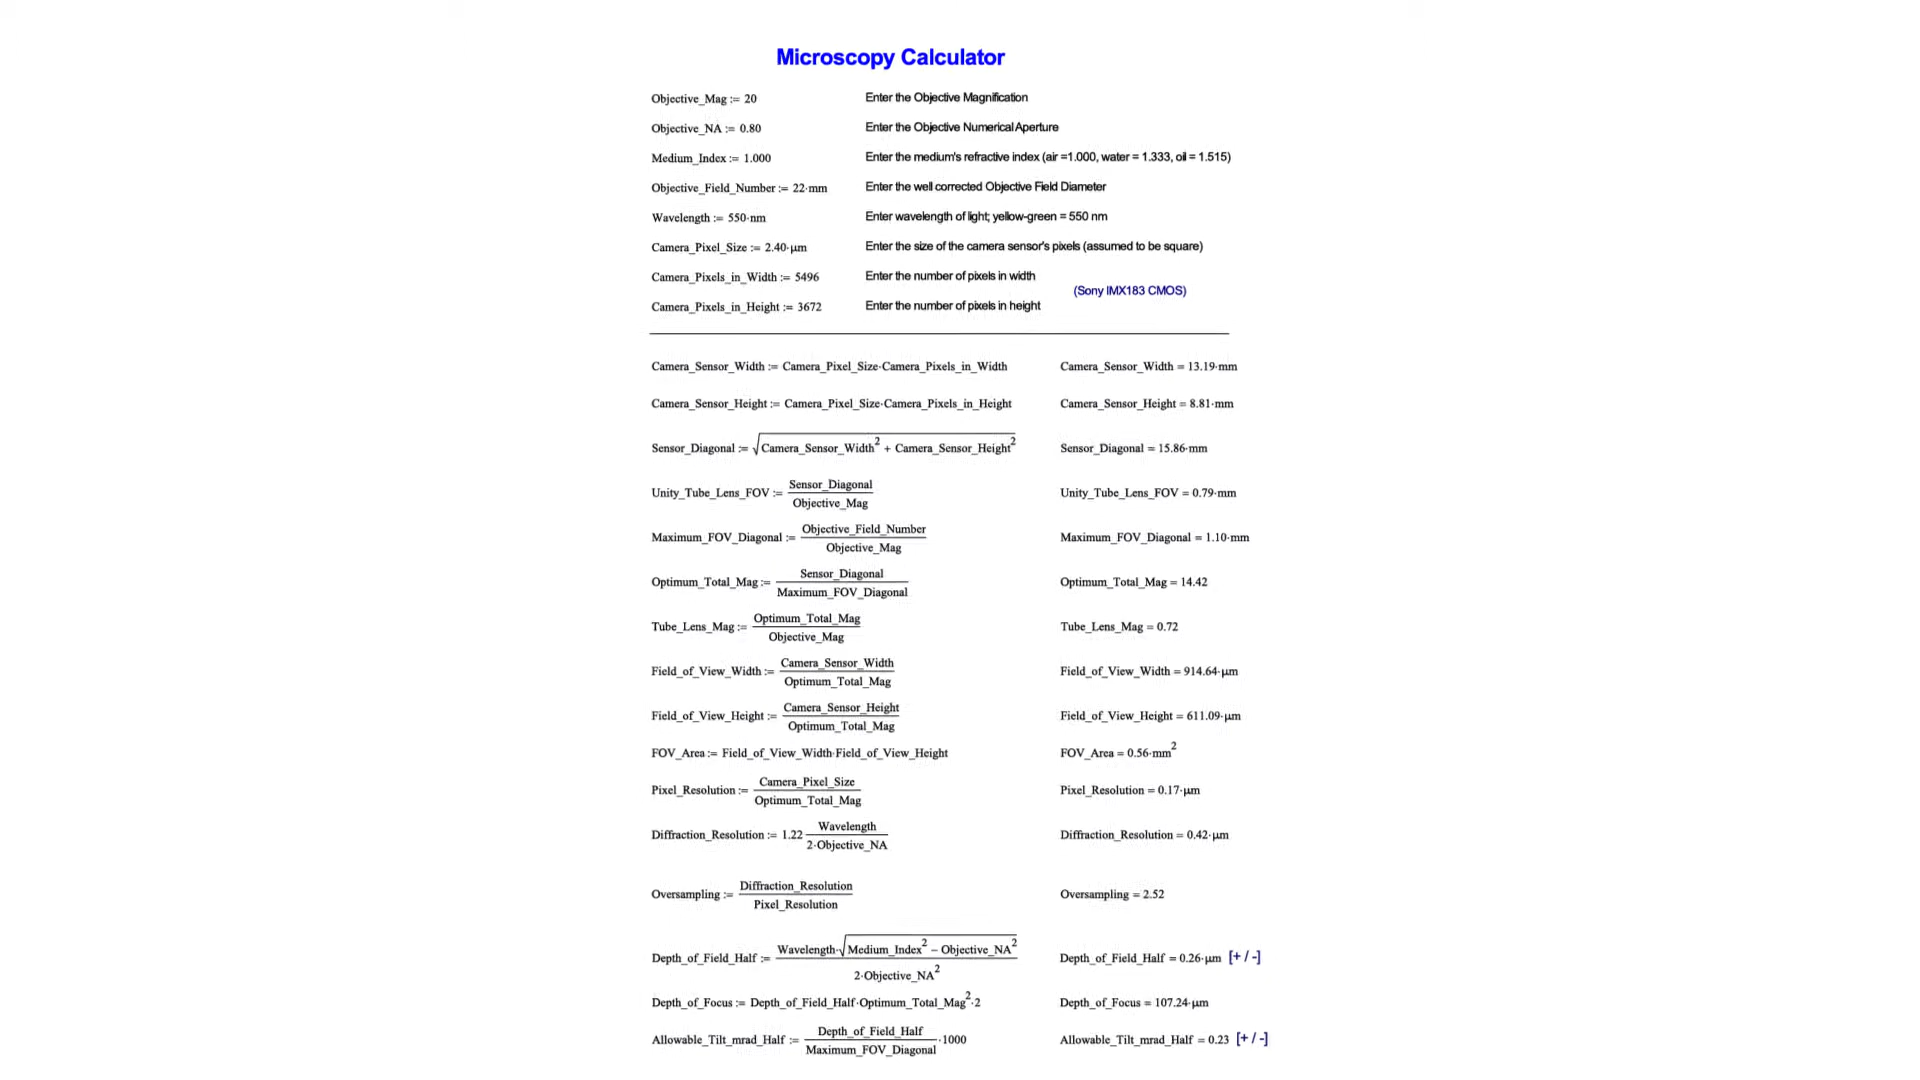 Microscopy Calculator
Objective_Mag := 20 Enter the Objective Magnification
Objective_NA := 0.80 Enter the Objective Numerical Aperture
Medium_Index := 1.000 Enter the medium's refractive index (air =1.000, water = 1.333, oil = 1.515)
Objective_Field_Number := 22·mm Enter the well corrected Objective Field Diameter
Wavelength := 550·nm Enter wavelength of light; yellow-green = 550 nm
Camera_Pixel_Size := 2.40·μm Enter the size of the camera sensor's pixels (assumed to be square)
Camera_Pixels_in_Width := 5496 Enter the number of pixels in width
(Sony IMX183 CMOS)
Camera_Pixels_in_Height := 3672 Enter the number of pixels in height
Camera_Sensor_Width := Camera_Pixel_Size·Camera_Pixels_in_Width Camera_Sensor_Width = 13.19·mm
Camera_Sensor_Height := Camera_Pixel_Size·Camera_Pixels_in_Height Camera_Sensor_Height = 8.81·mm
Sensor_Diagonal := √Camera_Sensor_Width² + Camera_Sensor_Height² Sensor_Diagonal = 15.86·mm
Unity_Tube_Lens_FOV := Sensor_Diagonal / Objective_Mag Unity_Tube_Lens_FOV = 0.79·mm
Maximum_FOV_Diagonal := Objective_Field_Number / Objective_Mag Maximum_FOV_Diagonal = 1.10·mm
Optimum_Total_Mag := Sensor_Diagonal / Maximum_FOV_Diagonal Optimum_Total_Mag = 14.42
Tube_Lens_Mag := Optimum_Total_Mag / Objective_Mag Tube_Lens_Mag = 0.72
Field_of_View_Width := Camera_Sensor_Width / Optimum_Total_Mag Field_of_View_Width = 914.64·μm
Field_of_View_Height := Camera_Sensor_Height / Optimum_Total_Mag Field_of_View_Height = 611.09·μm
FOV_Area := Field_of_View_Width·Field_of_View_Height FOV_Area = 0.56·mm²
Pixel_Resolution := Camera_Pixel_Size / Optimum_Total_Mag Pixel_Resolution = 0.17·μm
Diffraction_Resolution := 1.22 Wavelength / 2·Objective_NA Diffraction_Resolution = 0.42·μm
Oversampling := Diffraction_Resolution / Pixel_Resolution Oversampling = 2.52
Depth_of_Field_Half := Wavelength·√Medium_Index² − Objective_NA² / 2·Objective_NA² Depth_of_Field_Half = 0.26·μm [+ / -]
Depth_of_Focus := Depth_of_Field_Half·Optimum_Total_Mag²·2 Depth_of_Focus = 107.24·μm
Allowable_Tilt_mrad_Half := Depth_of_Field_Half / Maximum_FOV_Diagonal ·1000 Allowable_Tilt_mrad_Half = 0.23 [+ / -]